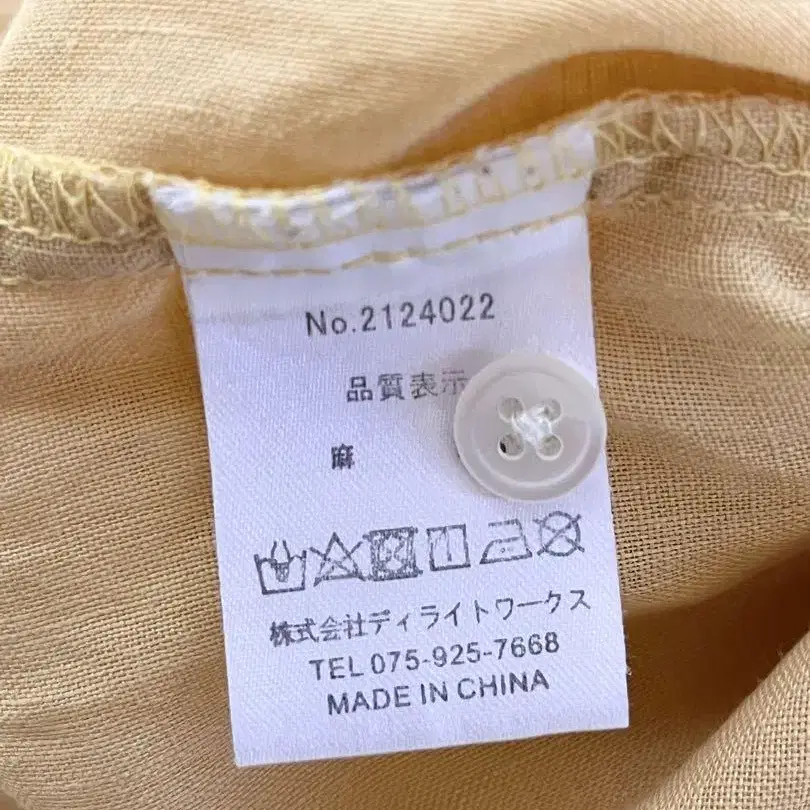 No.2124022
品質表示
麻
株式会社ディライトワークス
TEL 075-925-7668
MADE IN CHINA